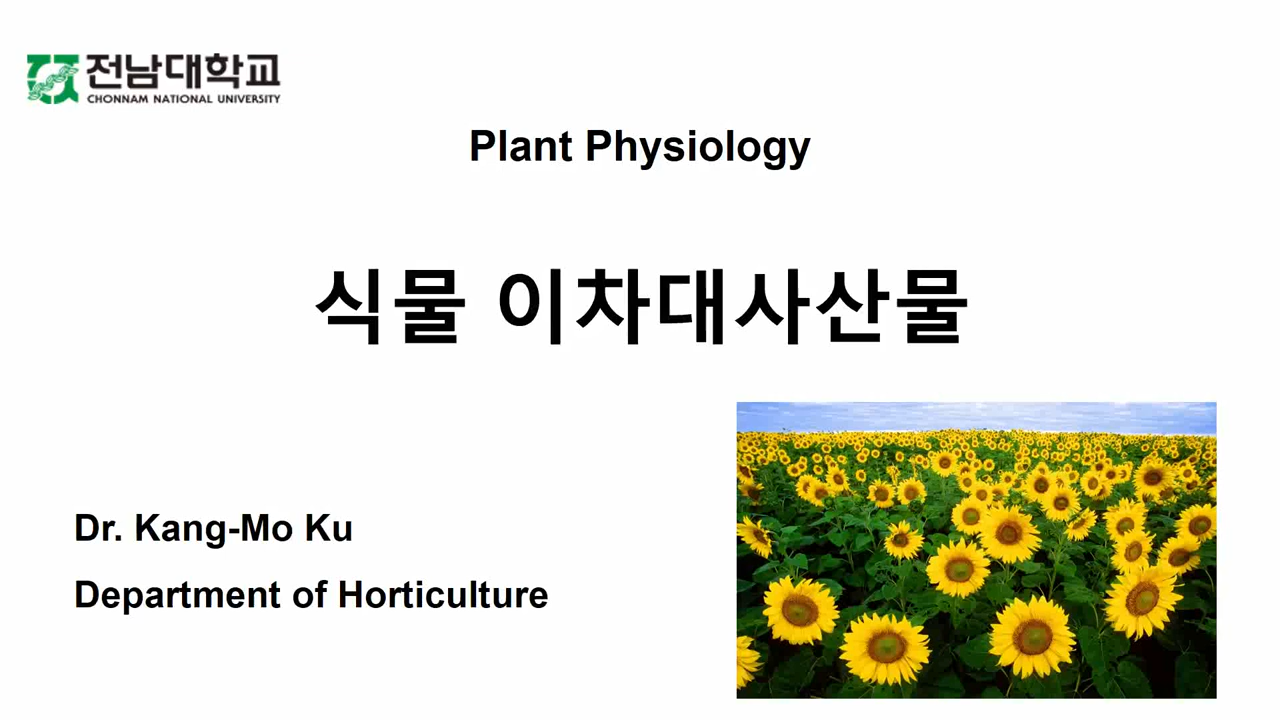 전남대학교
CHONNAM NATIONAL UNIVERSITY
Plant Physiology
식물 이차대사산물
Dr. Kang-Mo Ku
Department of Horticulture